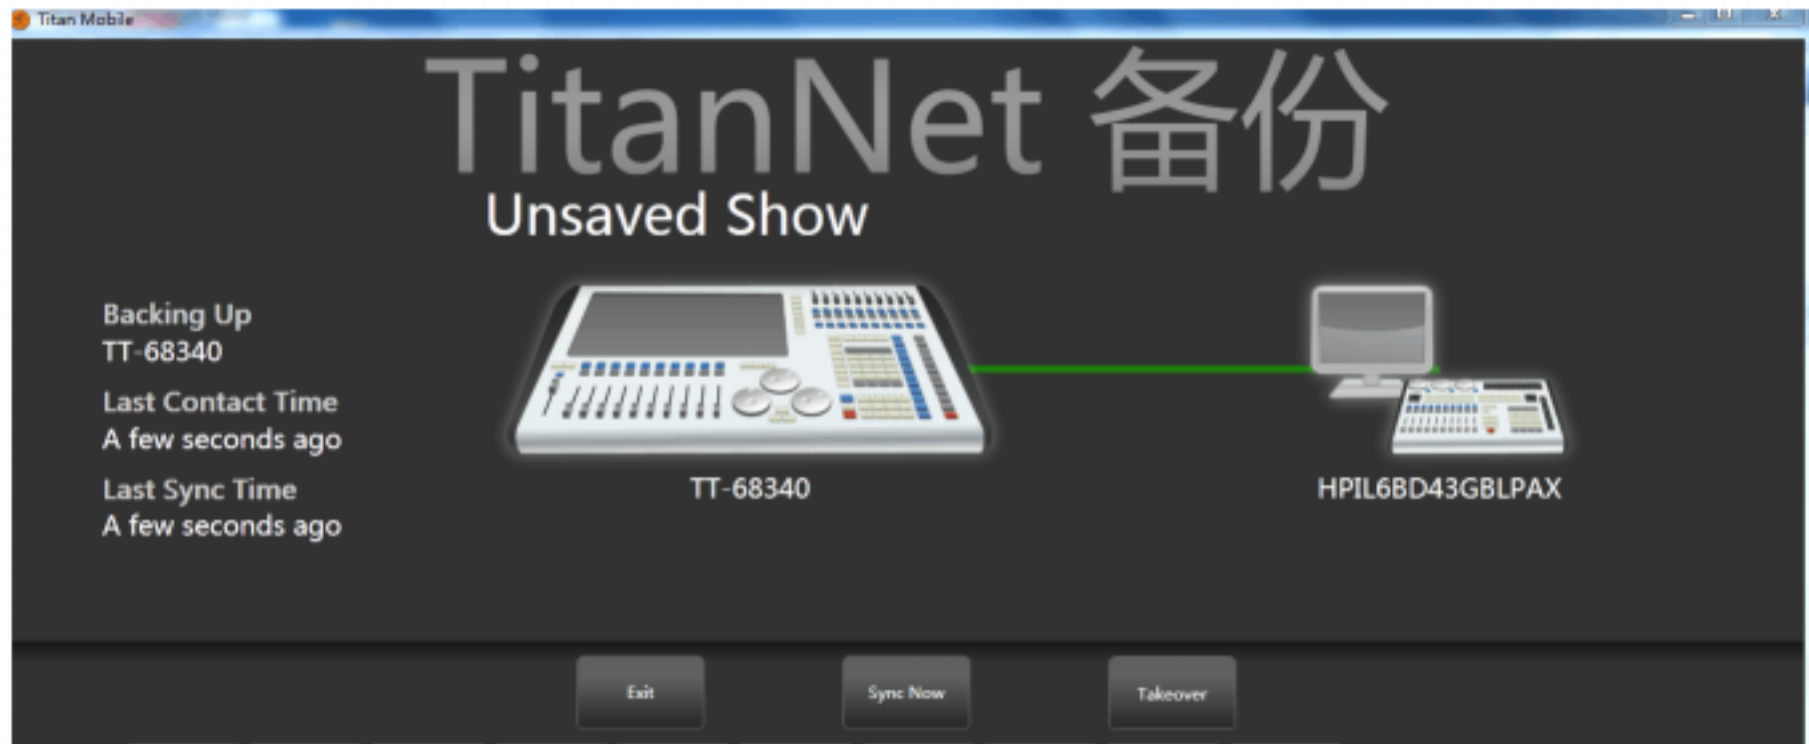 Titan Mobile
TitanNet 备份
Unsaved Show
Backing Up
TT-68340
Last Contact Time
A few seconds ago
Last Sync Time
A few seconds ago
TT-68340
HPIL6BD43GBLPAX
Exit
Sync Now
Takeover